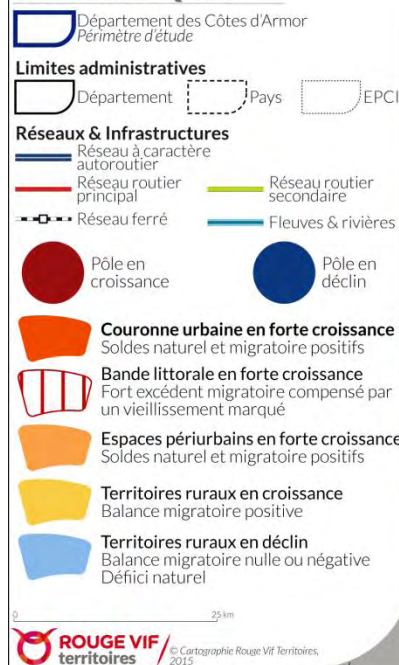 Département des Côtes d'Armor
Périmètre d'étude
Limites administratives
Département
Pays
EPCI
Réseaux & Infrastructures
Réseau à caractère
autoroutier
Réseau routier
principal
Réseau routier
secondaire
Réseau ferré
Fleuves & rivières
Pôle en
croissance
Pôle en
déclin
Couronne urbaine en forte croissance
Soldes naturel et migratoire positifs
Bande littorale en forte croissance
Fort excédent migratoire compensé par
un vieillissement marqué
Espaces périurbains en forte croissance
Soldes naturel et migratoire positifs
Territoires ruraux en croissance
Balance migratoire positive
Territoires ruraux en déclin
Balance migratoire nulle ou négative
Défiici naturel
0 25 km
ROUGE VIF
territoires
© Cartographie Rouge Vif Territoires,
2015